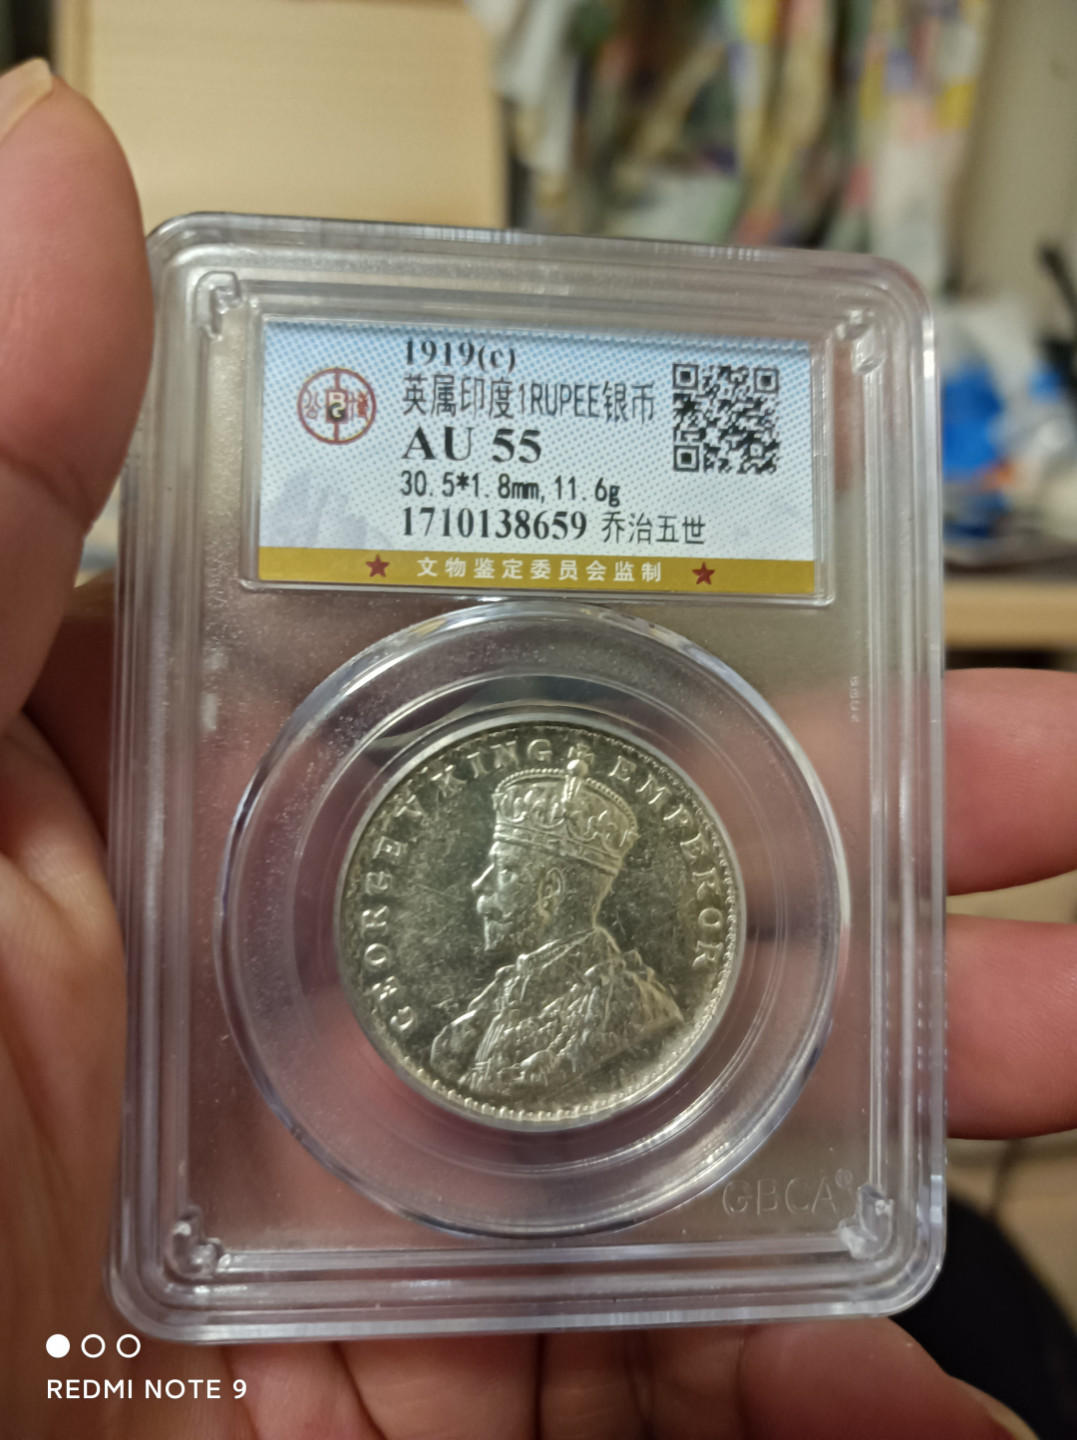 1919(c)
英属印度1RUPEE银币
AU 55
30.5*1.8mm,11.6g
1710138659 乔治五世
★ 文物鉴定委员会监制 ★
GEORGE V KING EMPEROR
GBCA®
REDMI NOTE 9